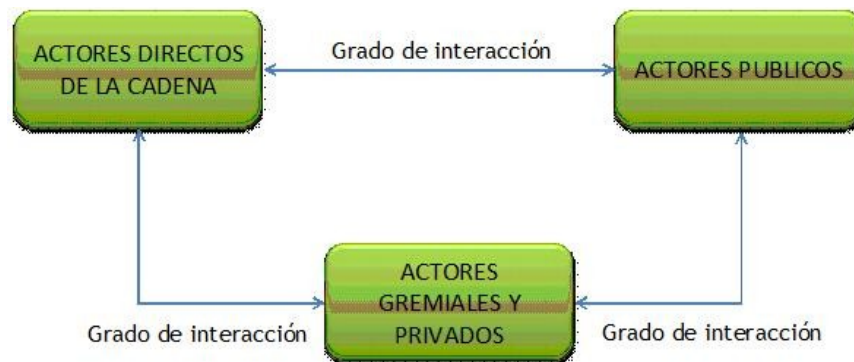 ACTORES DIRECTOS
DE LA CADENA
Grado de interacción
ACTORES PUBLICOS
ACTORES
GREMIALES Y
PRIVADOS
Grado de interacción
Grado de interacción